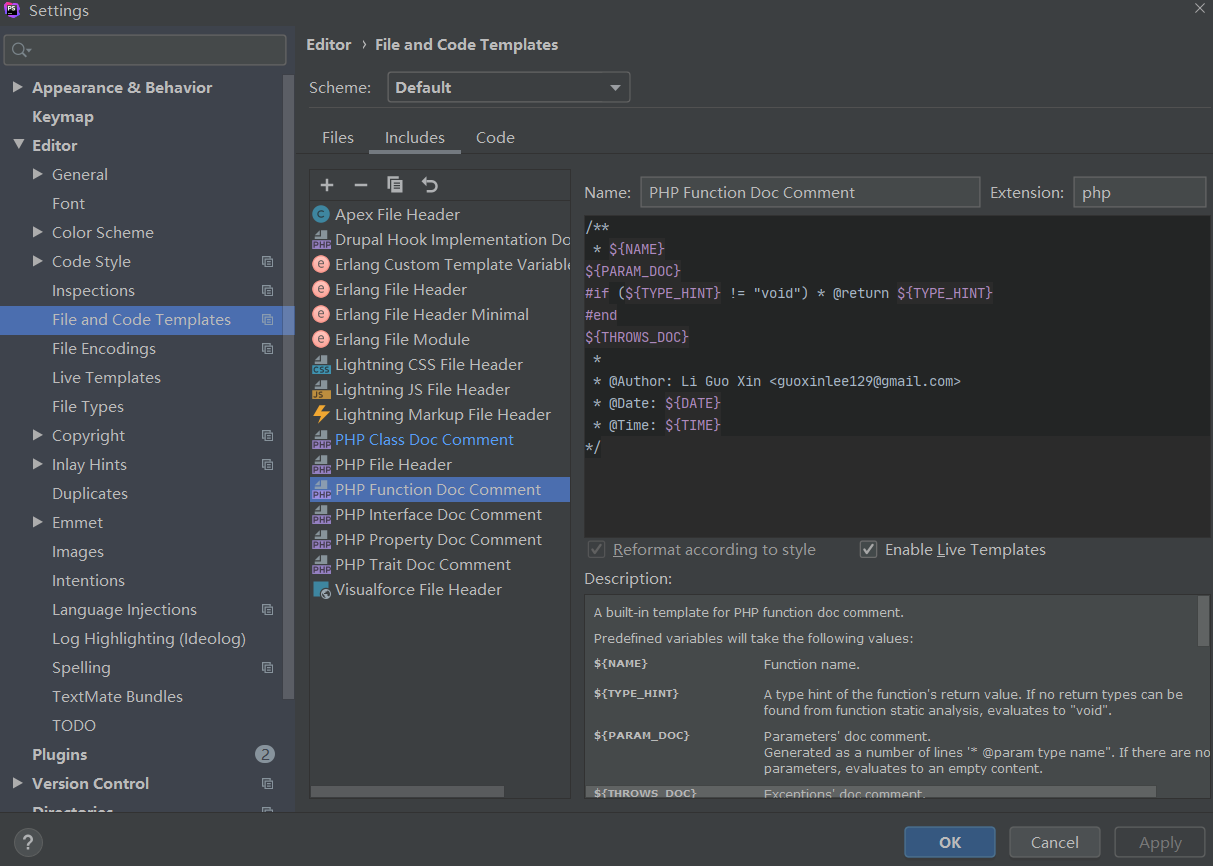 Settings
Appearance & Behavior
Keymap
Editor
General
Font
Color Scheme
Code Style
Inspections
File and Code Templates
File Encodings
Live Templates
File Types
Copyright
Inlay Hints
Duplicates
Emmet
Images
Intentions
Language Injections
Log Highlighting (Ideolog)
Spelling
TextMate Bundles
TODO
Plugins 2
Version Control
Directories
Editor › File and Code Templates
Scheme: Default
Files Includes Code
Apex File Header
Drupal Hook Implementation Do
Erlang Custom Template Variable
Erlang File Header
Erlang File Header Minimal
Erlang File Module
Lightning CSS File Header
Lightning JS File Header
Lightning Markup File Header
PHP Class Doc Comment
PHP File Header
PHP Function Doc Comment
PHP Interface Doc Comment
PHP Property Doc Comment
PHP Trait Doc Comment
Visualforce File Header
Name: PHP Function Doc Comment Extension: php
/**
 * ${NAME}
${PARAM_DOC}
#if (${TYPE_HINT} != "void") * @return ${TYPE_HINT}
#end
${THROWS_DOC}
 *
 * @Author: Li Guo Xin <guoxinlee129@gmail.com>
 * @Date: ${DATE}
 * @Time: ${TIME}
*/
Reformat according to style Enable Live Templates
Description:
A built-in template for PHP function doc comment.
Predefined variables will take the following values:
${NAME} Function name.
${TYPE_HINT} A type hint of the function's return value. If no return types can be
found from function static analysis, evaluates to "void".
${PARAM_DOC} Parameters' doc comment.
Generated as a number of lines '* @param type name". If there are no
parameters, evaluates to an empty content.
${THROWS_DOC} Exceptions' doc comment.
? OK Cancel Apply